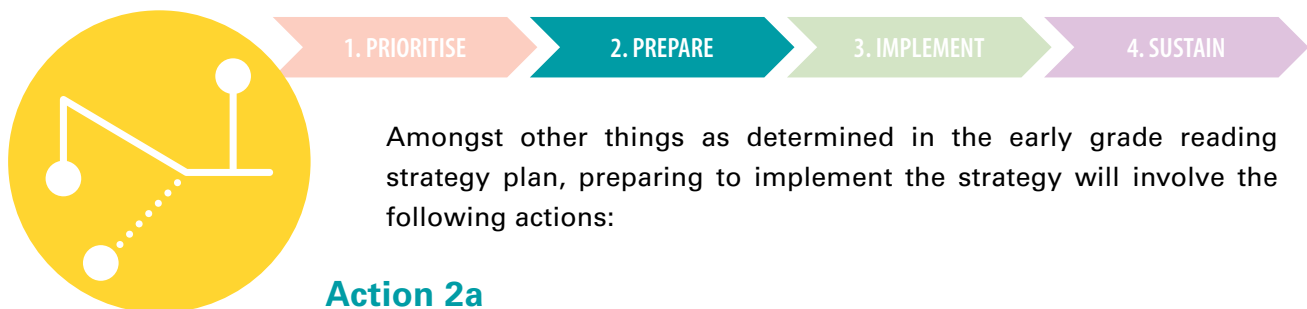 1. PRIORITISE 2. PREPARE 3. IMPLEMENT 4. SUSTAIN
Amongst other things as determined in the early grade reading
strategy plan, preparing to implement the strategy will involve the
following actions:
Action 2a